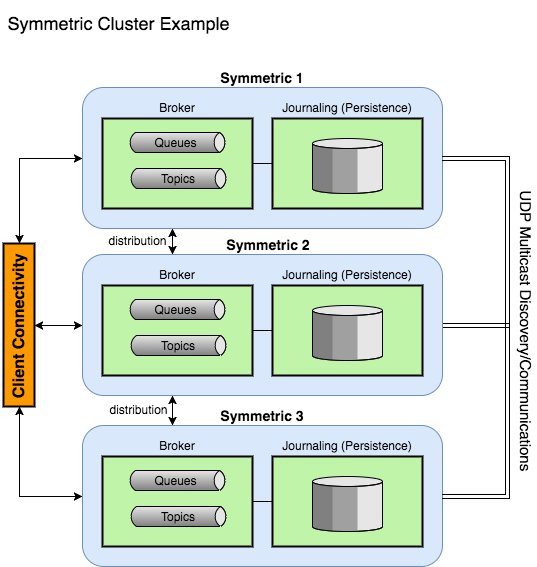 Symmetric Cluster Example
Symmetric 1
Broker
Journaling (Persistence)
Queues
Topics
distribution
Symmetric 2
Broker
Journaling (Persistence)
Queues
Topics
distribution
Symmetric 3
Broker
Journaling (Persistence)
Queues
Topics
Client Connectivity
UDP Multicast Discovery/Communications